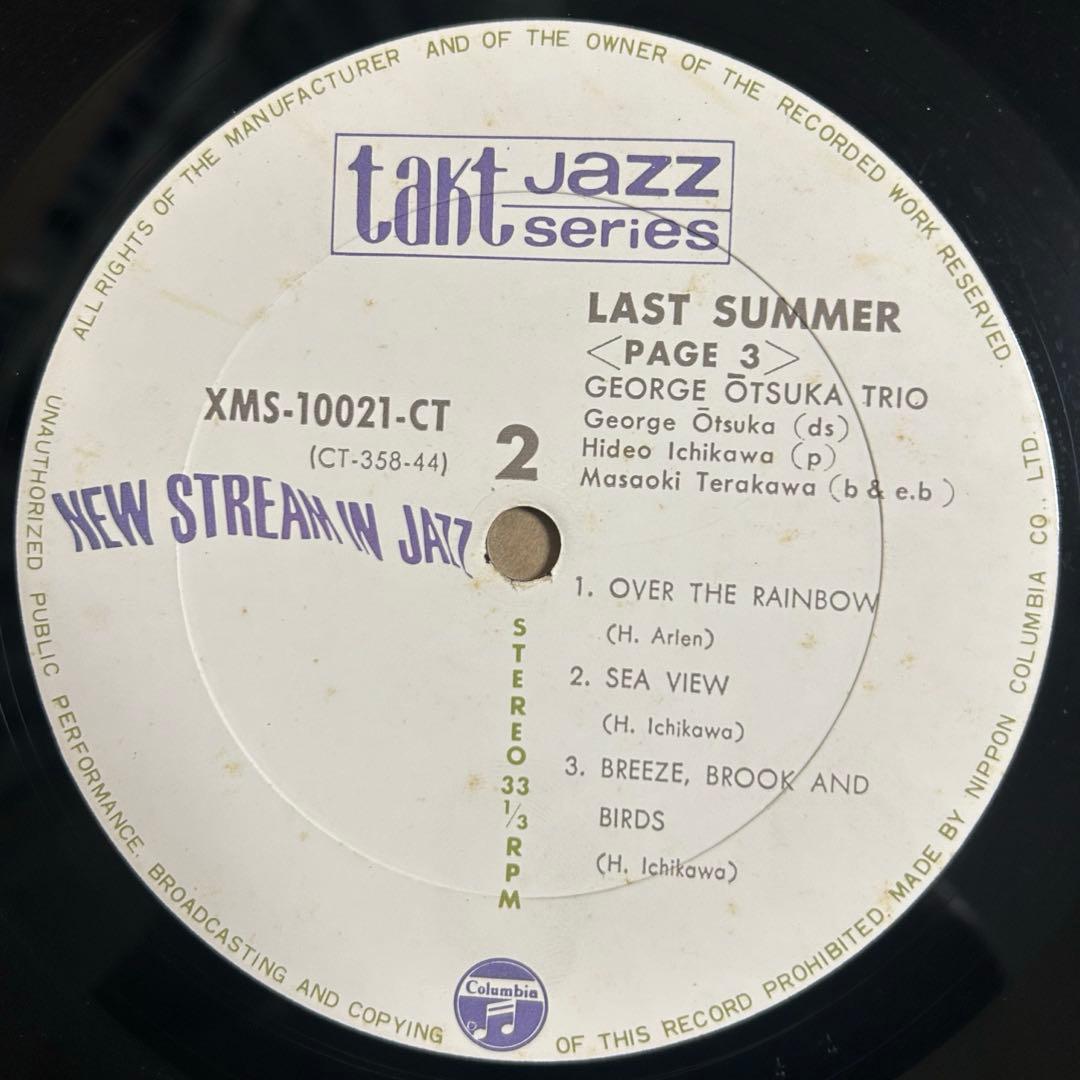 ALL RIGHTS OF THE MANUFACTURER AND OF THE OWNER OF THE RECORDED WORK RESERVED.
takt jazz
series
LAST SUMMER
<PAGE 3>
GEORGE ŌTSUKA TRIO
George Ōtsuka (ds)
Hideo Ichikawa (p)
Masaoki Terakawa (b & e.b)
XMS-10021-CT
(CT-358-44)
2
NEW STREAM IN JAZZ
1. OVER THE RAINBOW
(H. Arlen)
2. SEA VIEW
(H. Ichikawa)
3. BREEZE, BROOK AND
BIRDS
(H. Ichikawa)
STEREO 33 1/3 RPM
Columbia
UNAUTHORIZED PUBLIC PERFORMANCE, BROADCASTING AND COPYING OF THIS RECORD PROHIBITED. MADE BY NIPPON COLUMBIA CO., LTD.